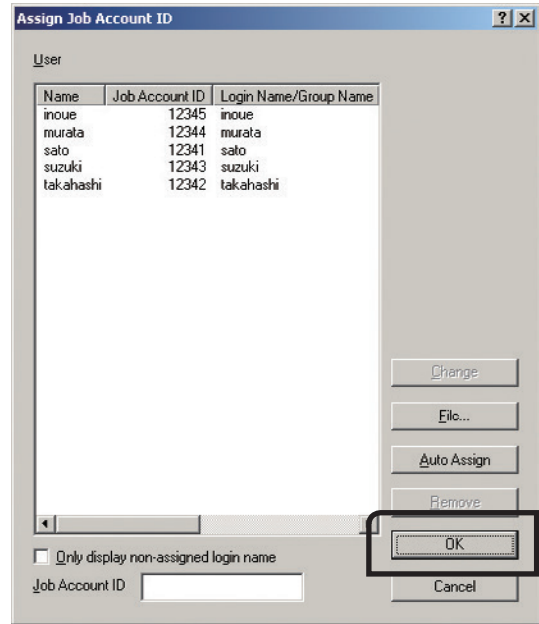 Assign Job Account ID
User
Name Job Account ID Login Name/Group Name
inoue 12345 inoue
murata 12344 murata
sato 12341 sato
suzuki 12343 suzuki
takahashi 12342 takahashi
Change
File...
Auto Assign
Remove
OK
Only display non-assigned login name
Job Account ID
Cancel